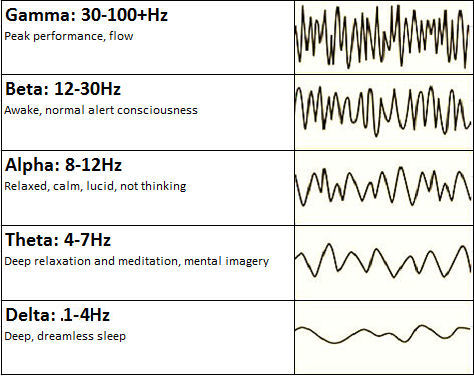 Gamma: 30-100+Hz
Peak performance, flow
Beta: 12-30Hz
Awake, normal alert consciousness
Alpha: 8-12Hz
Relaxed, calm, lucid, not thinking
Theta: 4-7Hz
Deep relaxation and meditation, mental imagery
Delta: .1-4Hz
Deep, dreamless sleep